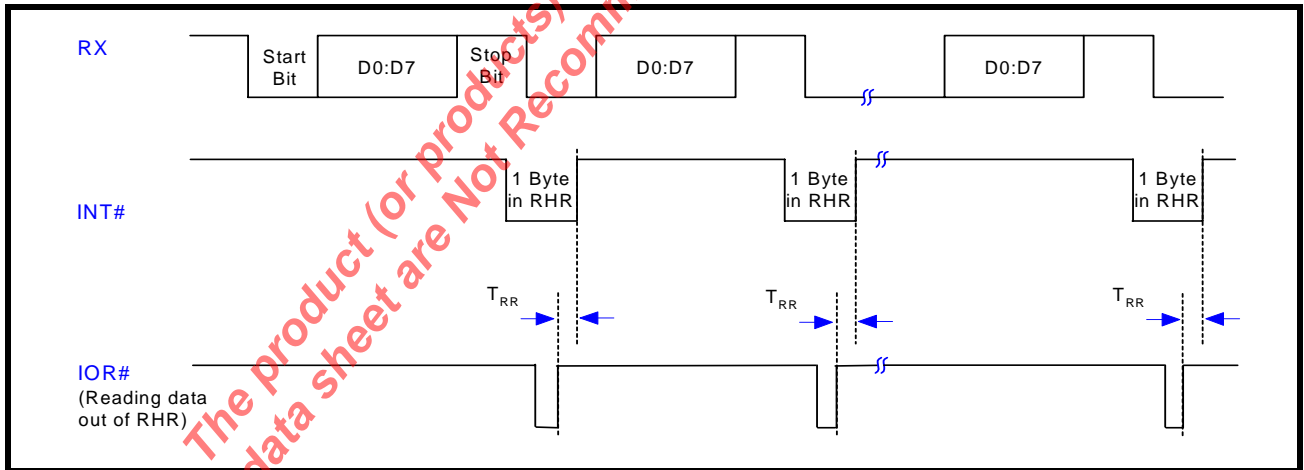 RX
Start
Bit
D0:D7
Stop
Bit
D0:D7
D0:D7
INT#
1 Byte
in RHR
1 Byte
in RHR
1 Byte
in RHR
TRR
TRR
TRR
IOR#
(Reading data
out of RHR)
The product (or products)
data sheet are Not Recomm